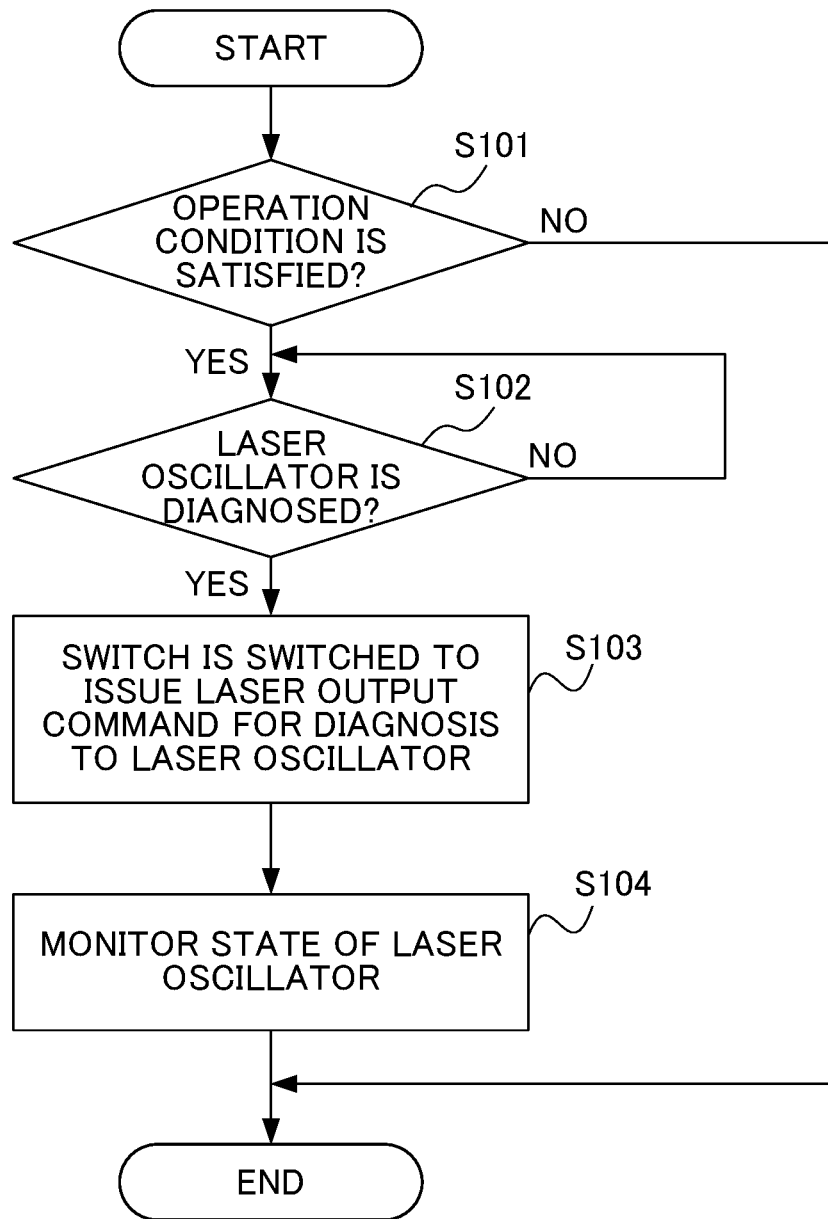 START
S101
OPERATION
CONDITION IS
SATISFIED?
NO
YES
S102
LASER
OSCILLATOR IS
DIAGNOSED?
NO
YES
S103
SWITCH IS SWITCHED TO
ISSUE LASER OUTPUT
COMMAND FOR DIAGNOSIS
TO LASER OSCILLATOR
S104
MONITOR STATE OF LASER
OSCILLATOR
END